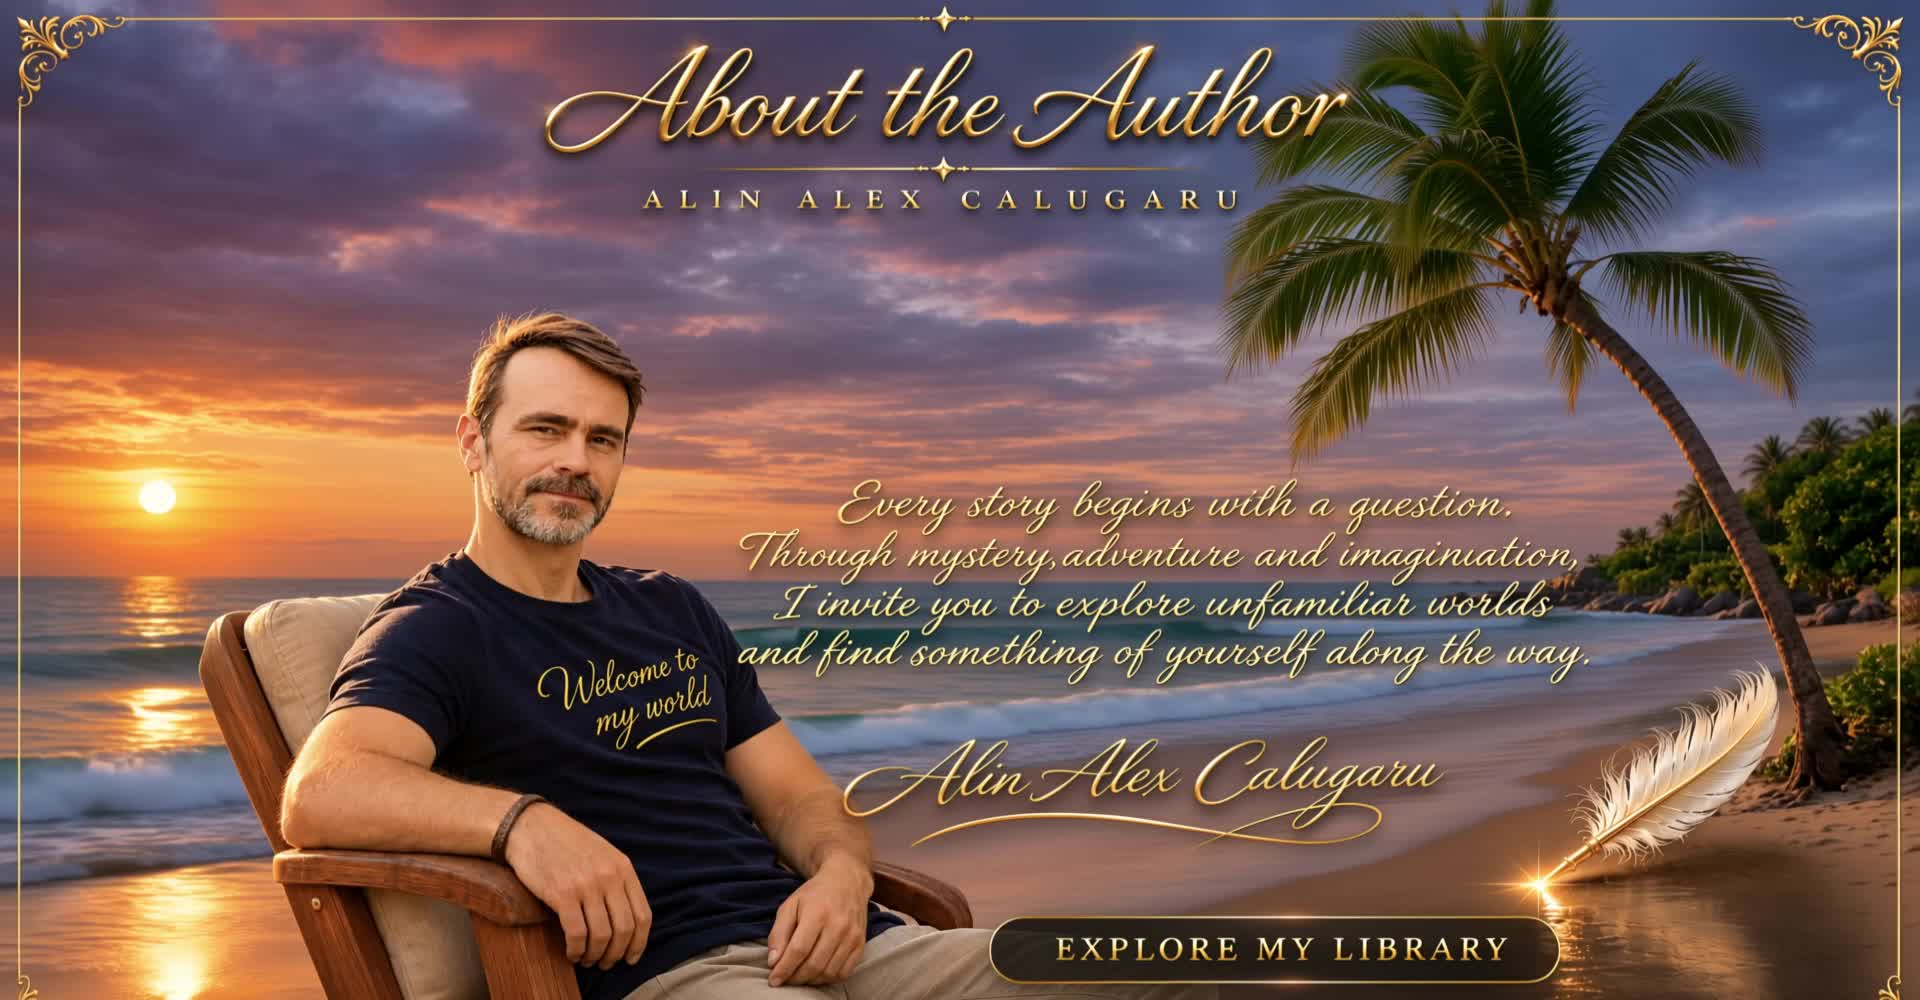 About the Author
ALIN ALEX CALUGARU
Every story begins with a question.
Through mystery, adventure and imaginuation,
I invite you to explore unfamiliar worlds
and find something of yourself along the way.
Welcome to
my world
Alin Alex Calugaru
EXPLORE MY LIBRARY